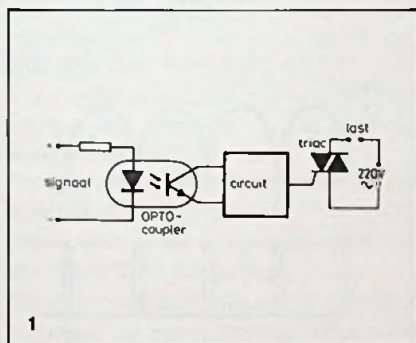 last
triac
+
signaal
circuit
220V
~
-
OPTO-
coupler
1